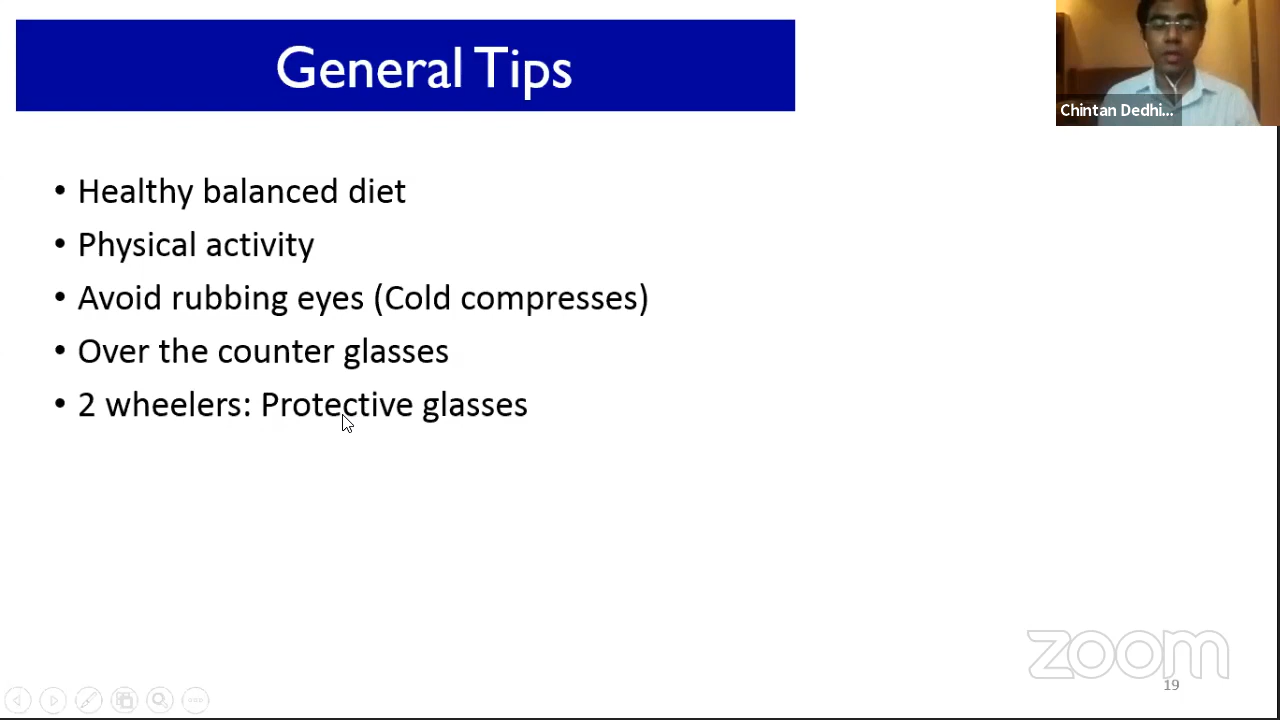 General Tips
Chintan Dedhi...
• Healthy balanced diet
• Physical activity
• Avoid rubbing eyes (Cold compresses)
• Over the counter glasses
• 2 wheelers: Protective glasses
zoom
19